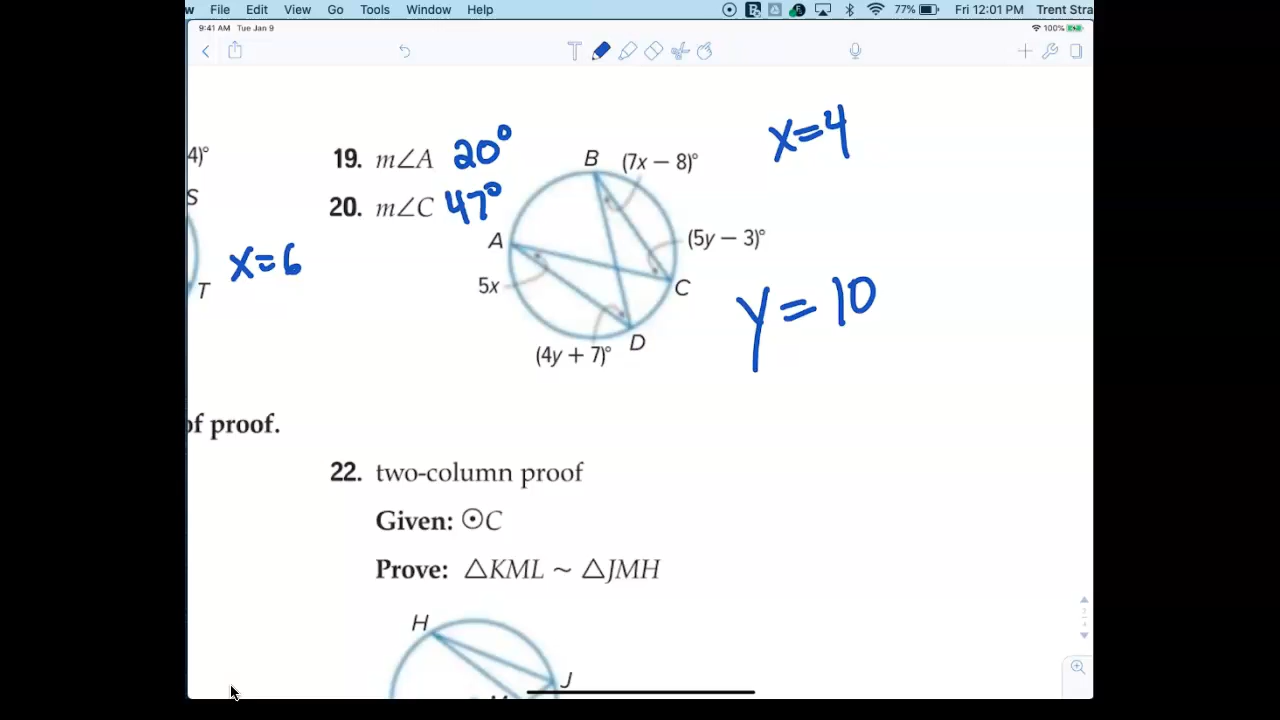 w File Edit View Go Tools Window Help 77% Fri 12:01 PM Trent Stra
9:41 AM Tue Jan 9 100%
4)°
S
T
x=6
19. m∠A 20°
20. m∠C 47°
B (7x − 8)°
A
(5y − 3)°
5x
C
D
(4y + 7)°
x=4
y=10
of proof.
22. two-column proof
Given: ⊙C
Prove: △KML ~ △JMH
H
J